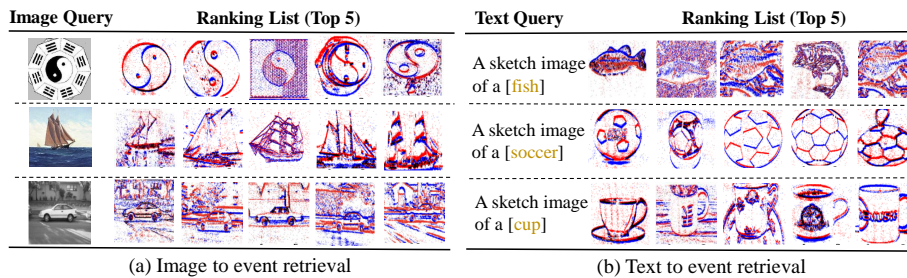 Image Query Ranking List (Top 5)
(a) Image to event retrieval
Text Query Ranking List (Top 5)
A sketch image
of a [fish]
A sketch image
of a [soccer]
A sketch image
of a [cup]
(b) Text to event retrieval